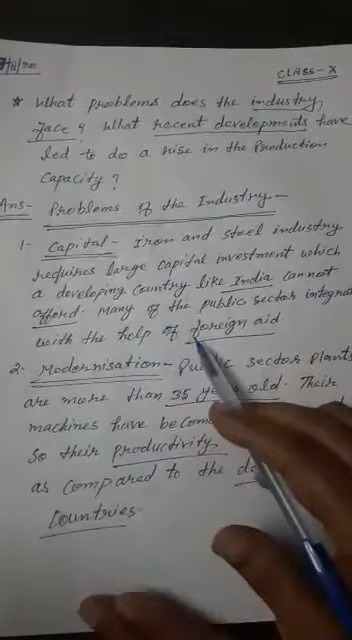 CLASS-X
* What problems does the industry
face? What recent developments have
led to do a rise in the Production
Capacity?
Ans- Problems of the Industry-
1- Capital- Iron and steel industry
requires large capital investment which
a developing Country like India cannot
afford. Many of the public sector
with the help of foreign aid.
2. Modernisation- Public sector plants
are more than 35 years old. Their
machines have
So their productivity
as compared to the
Countries